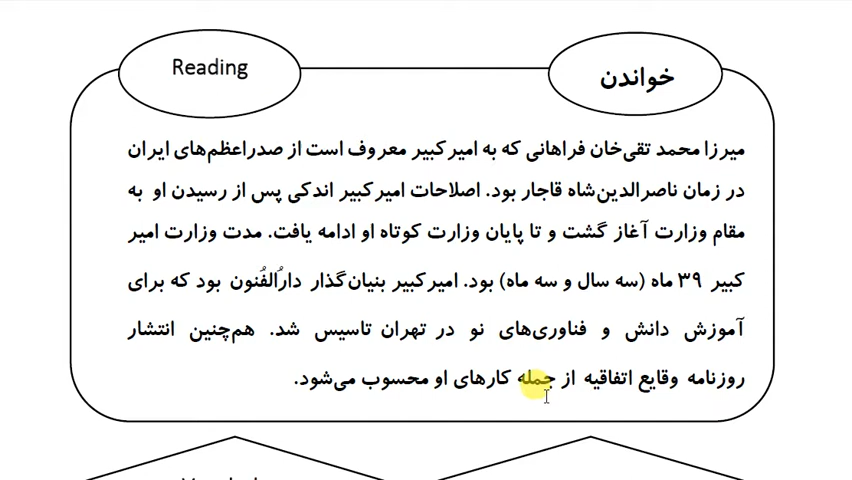 Reading
خواندن
میرزا محمد تقی‌خان فراهانی که به امیرکبیر معروف است از صدراعظم‌های ایران
در زمان ناصرالدین‌شاه قاجار بود. اصلاحات امیرکبیر اندکی پس از رسیدن او به
مقام وزارت آغاز گشت و تا پایان وزارت کوتاه او ادامه یافت. مدت وزارت امیر
کبیر ۳۹ ماه (سه سال و سه ماه) بود. امیرکبیر بنیان‌گذار دارُالفُنون بود که برای
آموزش دانش و فناوری‌های نو در تهران تاسیس شد. هم‌چنین انتشار
روزنامه وقایع اتفاقیه از جمله کارهای او محسوب می‌شود.